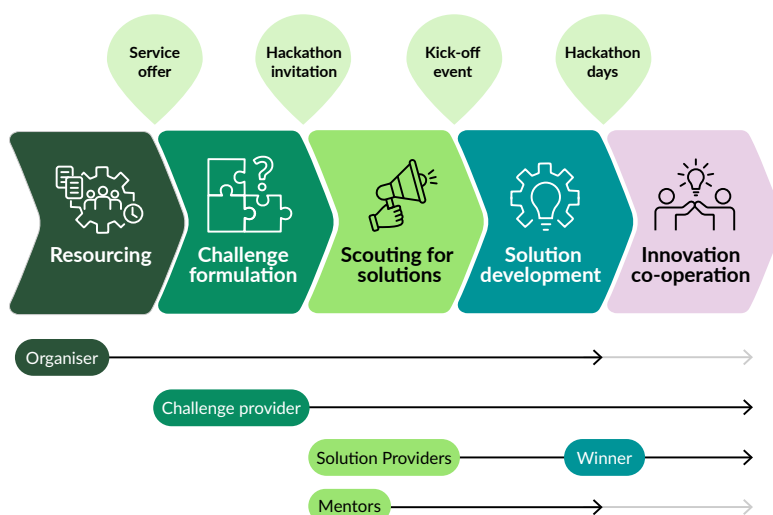 Service
offer
Hackathon
invitation
Kick-off
event
Hackathon
days
Resourcing
Challenge
formulation
Scouting for
solutions
Solution
development
Innovation
co-operation
Organiser
Challenge provider
Solution Providers
Winner
Mentors